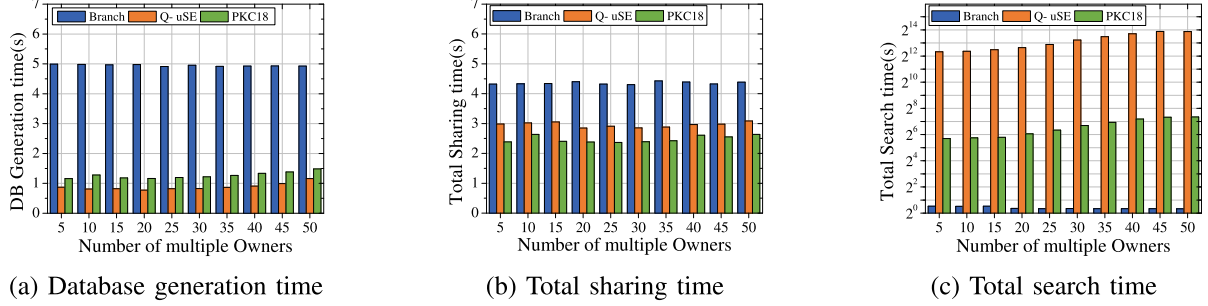 DB Generation time(s)
7
6
5
4
3
2
1
0
Branch Q- uSE PKC18
5 10 15 20 25 30 35 40 45 50
Number of multiple Owners
(a) Database generation time
Total Sharing time(s)
7
6
5
4
3
2
1
0
Branch Q- uSE PKC18
5 10 15 20 25 30 35 40 45 50
Number of multiple Owners
(b) Total sharing time
Total Search time(s)
2^14
2^12
2^10
2^8
2^6
2^4
2^2
2^0
Branch Q- uSE PKC18
5 10 15 20 25 30 35 40 45 50
Number of multiple Owners
(c) Total search time